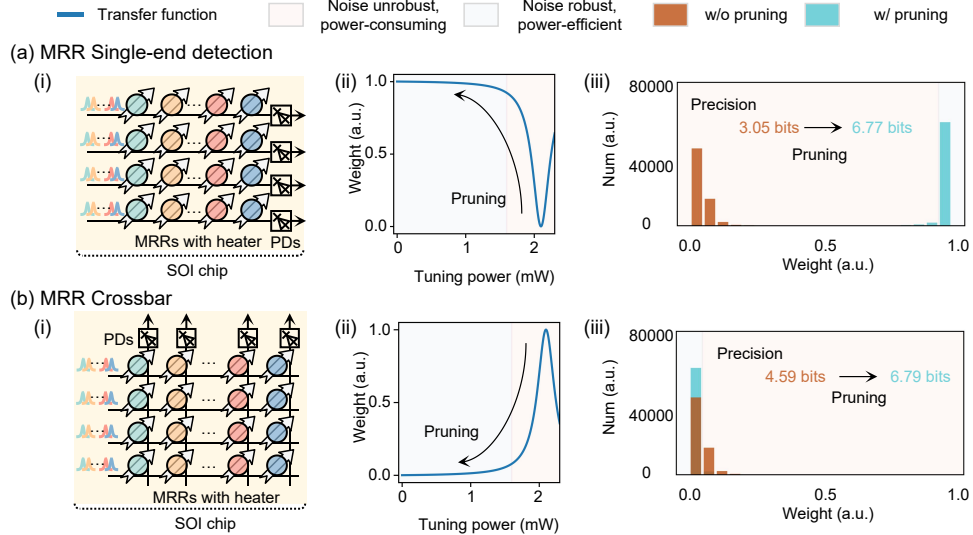 Transfer function
Noise unrobust,
power-consuming
Noise robust,
power-efficient
w/o pruning
w/ pruning
(a) MRR Single-end detection
(i)
MRRs with heater
PDs
SOI chip
(ii)
1.0
0.5
0.0
Weight (a.u.)
Pruning
0
1
2
Tuning power (mW)
(iii)
80000
40000
0
Num (a.u.)
Precision
3.05 bits
6.77 bits
Pruning
0.0
0.5
1.0
Weight (a.u.)
(b) MRR Crossbar
(i)
PDs
...
...
...
...
MRRs with heater
SOI chip
(ii)
1.0
0.5
0.0
Weight (a.u.)
Pruning
0
1
2
Tuning power (mW)
(iii)
80000
40000
0
Num (a.u.)
Precision
4.59 bits
6.79 bits
Pruning
0.0
0.5
1.0
Weight (a.u.)